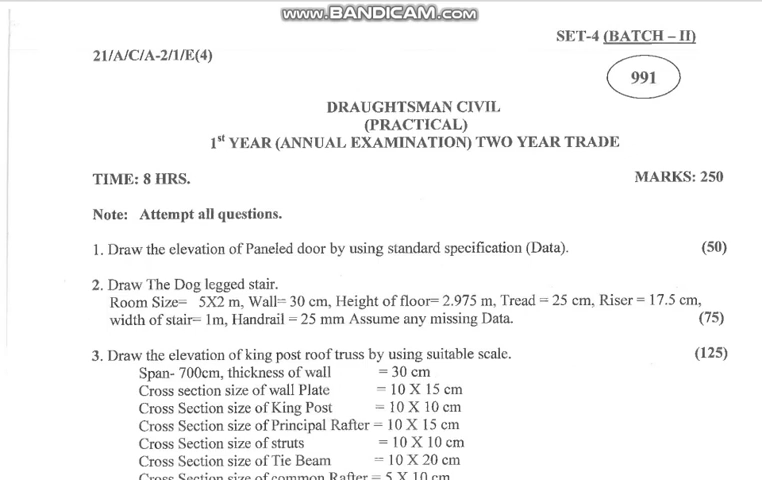 www.BANDICAM.com
SET-4 (BATCH – II)
21/A/C/A-2/1/E(4)
991
DRAUGHTSMAN CIVIL
(PRACTICAL)
1st YEAR (ANNUAL EXAMINATION) TWO YEAR TRADE
TIME: 8 HRS. MARKS: 250
Note: Attempt all questions.
1. Draw the elevation of Paneled door by using standard specification (Data). (50)
2. Draw The Dog legged stair.
Room Size= 5X2 m, Wall= 30 cm, Height of floor= 2.975 m, Tread = 25 cm, Riser = 17.5 cm,
width of stair= 1m, Handrail = 25 mm Assume any missing Data. (75)
3. Draw the elevation of king post roof truss by using suitable scale. (125)
Span- 700cm, thickness of wall = 30 cm
Cross section size of wall Plate = 10 X 15 cm
Cross Section size of King Post = 10 X 10 cm
Cross Section size of Principal Rafter = 10 X 15 cm
Cross Section size of struts = 10 X 10 cm
Cross Section size of Tie Beam = 10 X 20 cm
Cross Section size of common Rafter = 5 X 10 cm